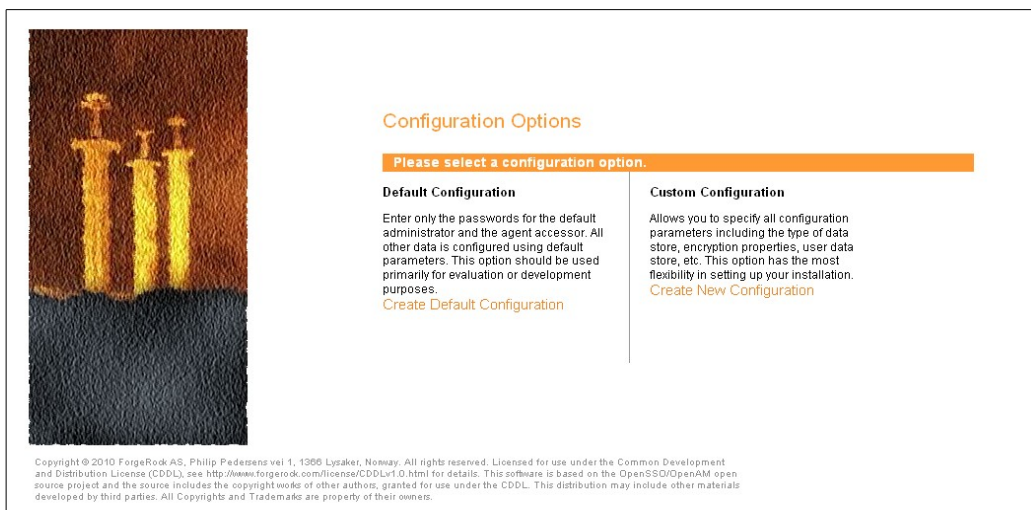 Configuration Options
Please select a configuration option.
Default Configuration
Enter only the passwords for the default
administrator and the agent accessor. All
other data is configured using default
parameters. This option should be used
primarily for evaluation or development
purposes.
Create Default Configuration
Custom Configuration
Allows you to specify all configuration
parameters including the type of data
store, encryption properties, user data
store, etc. This option has the most
flexibility in setting up your installation.
Create New Configuration
Copyright © 2010 ForgeRock AS, Philip Pedersens vei 1, 1366 Lysaker, Norway. All rights reserved. Licensed for use under the Common Development
and Distribution License (CDDL), see http://www.forgerock.com/license/CDDLv1.0.html for details. This software is based on the OpenSSO/OpenAM open
source project and the source includes the copyright works of other authors, granted for use under the CDDL. This distribution may include other materials
developed by third parties. All Copyrights and Trademarks are property of their owners.